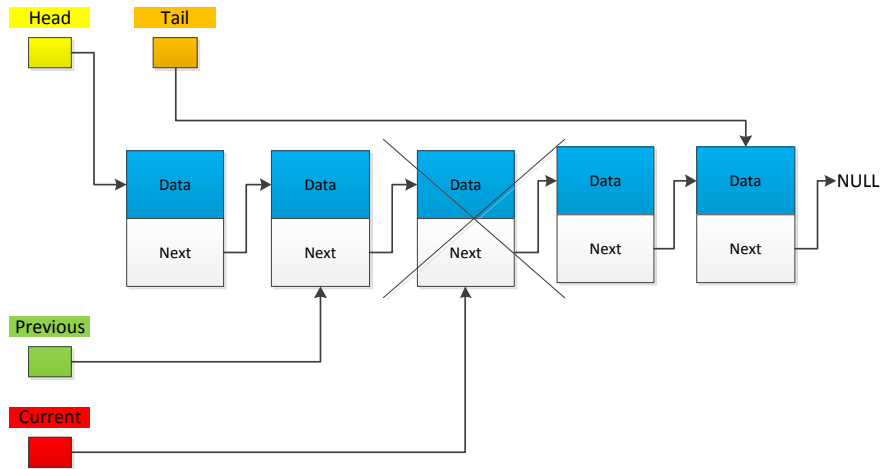 Head
Tail
Data
Data
Data
Data
Data
NULL
Next
Next
Next
Next
Next
Previous
Current